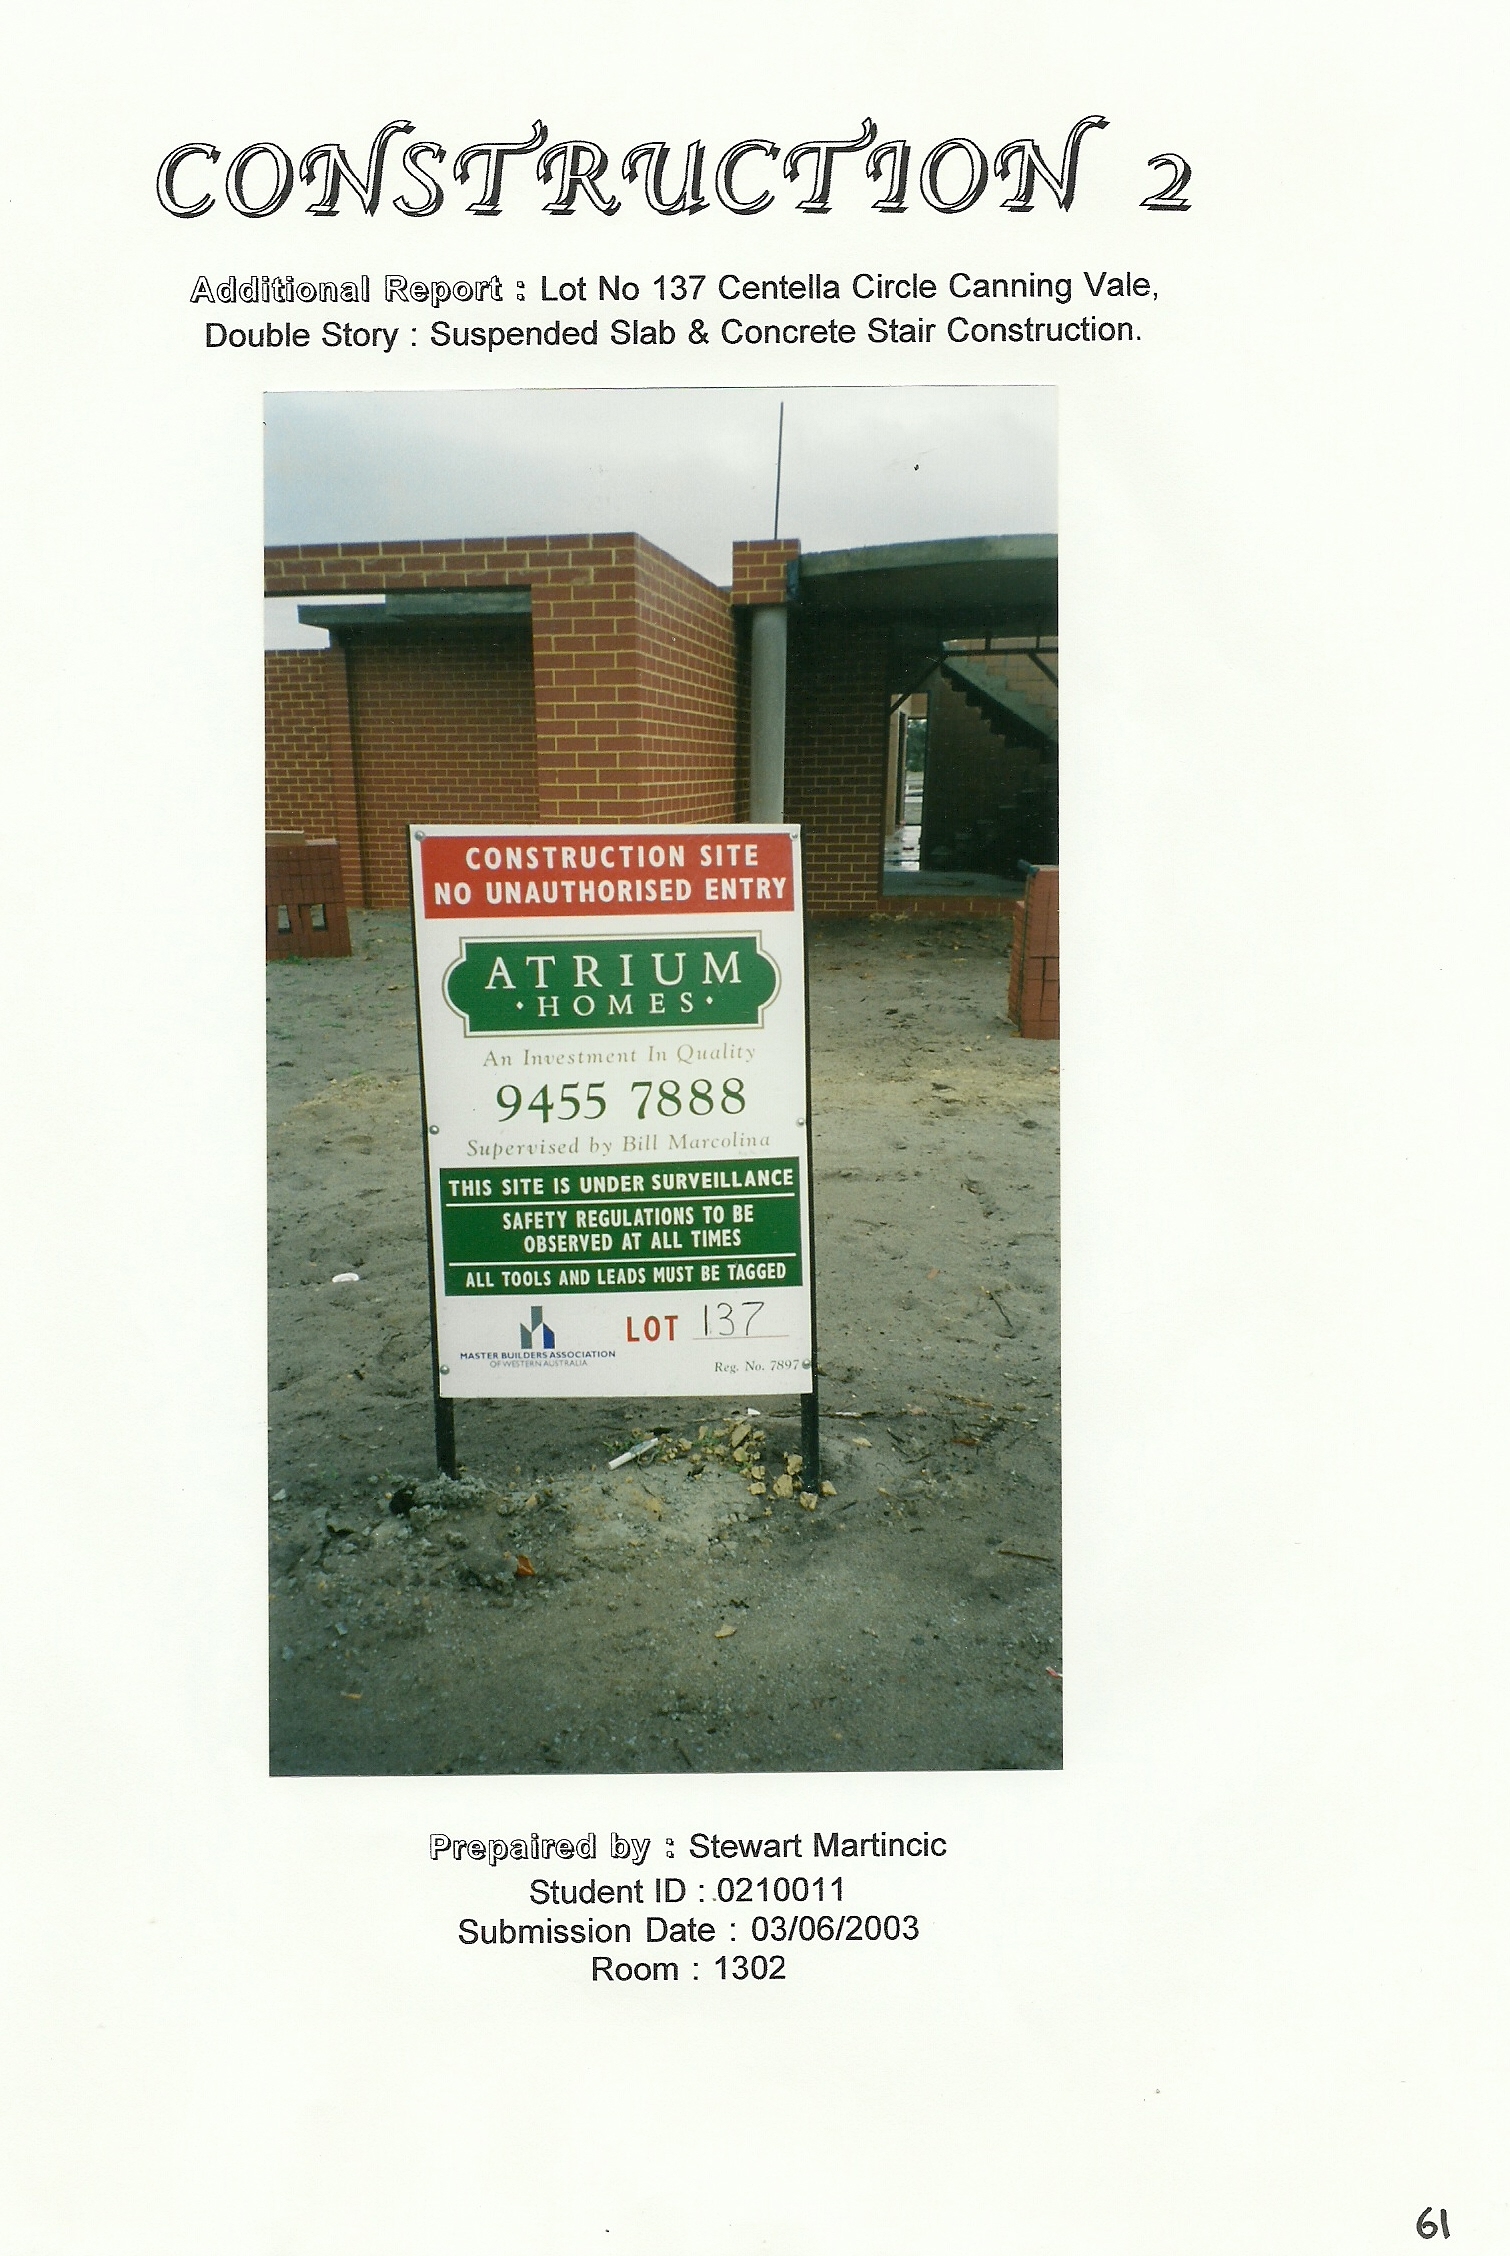 CONSTRUCTION 2
Additional Report : Lot No 137 Centella Circle Canning Vale,
Double Story : Suspended Slab & Concrete Stair Construction.
CONSTRUCTION SITE
NO UNAUTHORISED ENTRY
ATRIUM
• HOMES •
An Investment In Quality
9455 7888
Supervised by Bill Marcolina
THIS SITE IS UNDER SURVEILLANCE
SAFETY REGULATIONS TO BE
OBSERVED AT ALL TIMES
ALL TOOLS AND LEADS MUST BE TAGGED
LOT 137
MASTER BUILDERS ASSOCIATION
OF WESTERN AUSTRALIA
Reg. No. 7897
Prepaired by : Stewart Martincic
Student ID : 0210011
Submission Date : 03/06/2003
Room : 1302
61